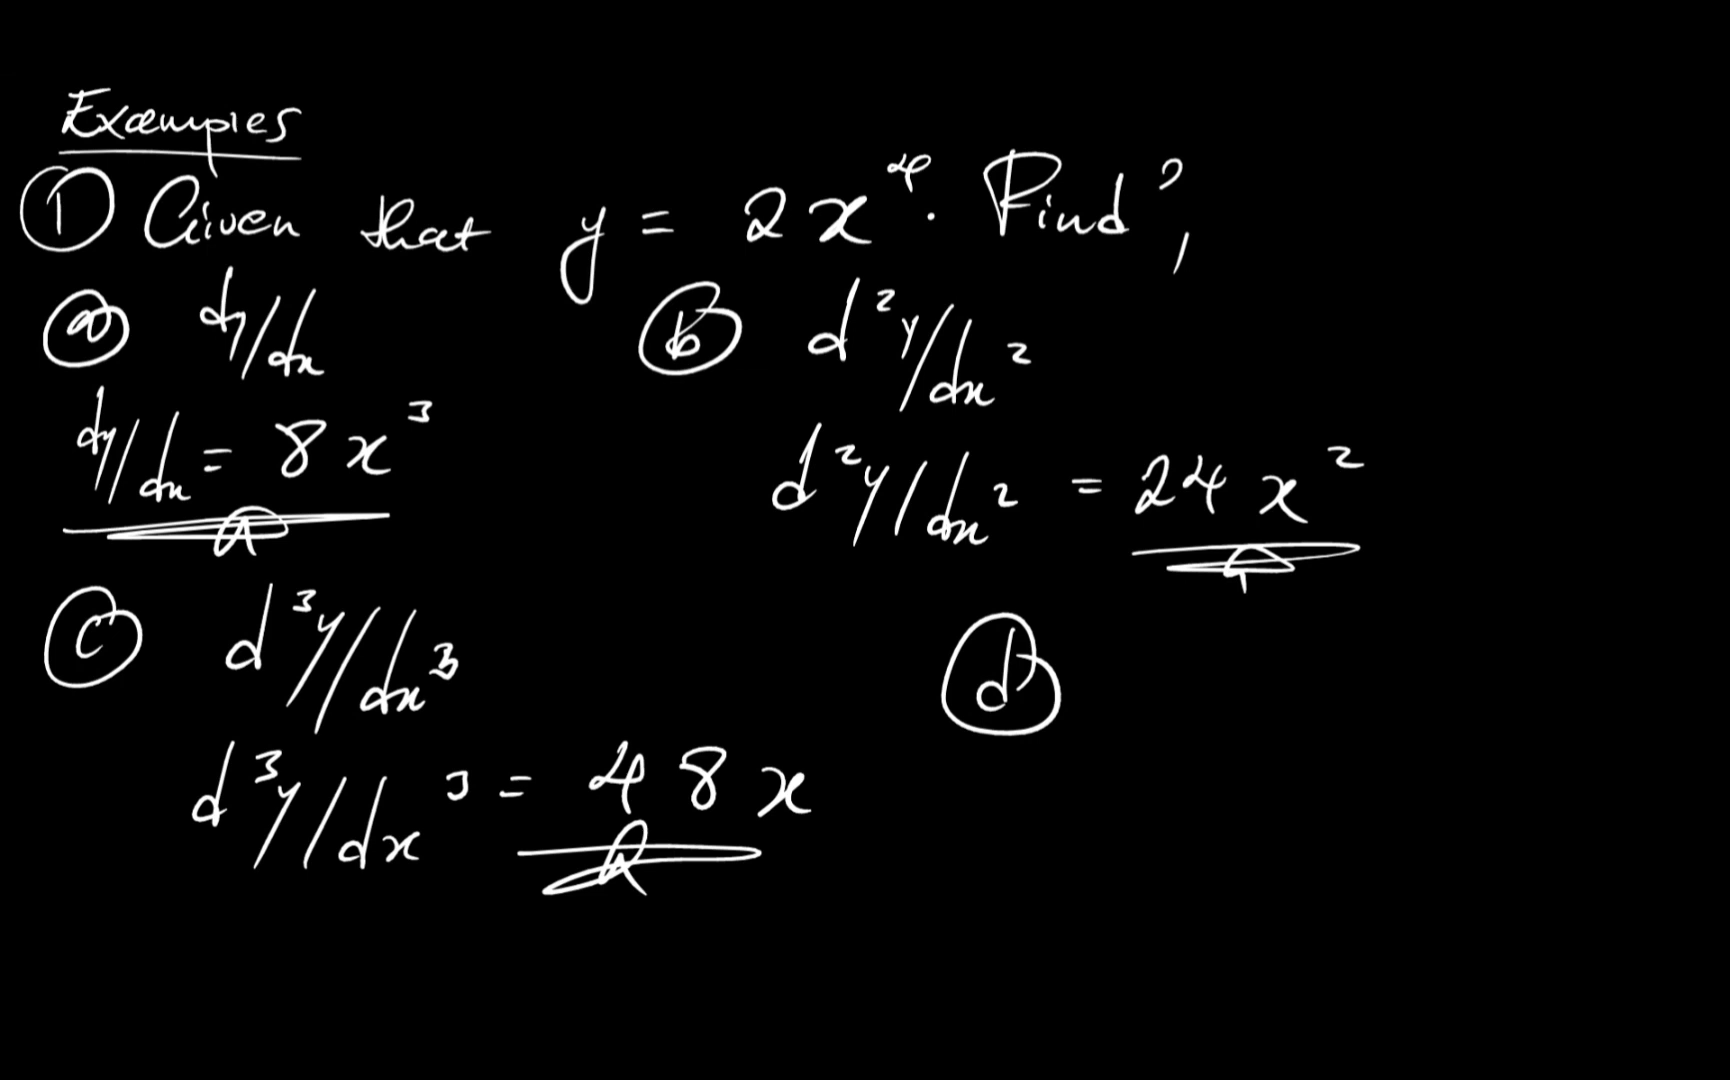 Examples
① Given that y = 2x⁴. Find;
ⓐ dy/dx ⓑ d²y/dx²
dy/dx = 8x³ d²y/dx² = 24x²
ⓒ d³y/dx³ ⓓ
d³y/dx³ = 48x